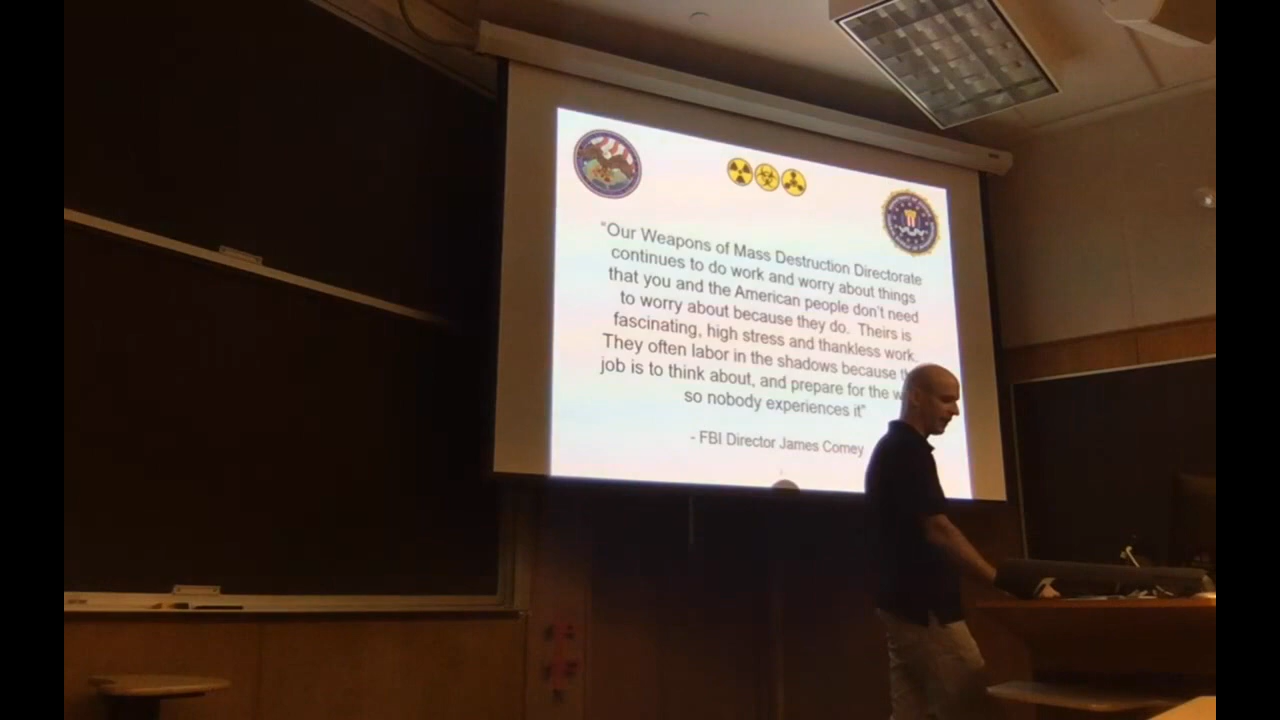 "Our Weapons of Mass Destruction Directorate
continues to do work and worry about things
that you and the American people don't need
to worry about because they do. Theirs is
fascinating, high stress and thankless work.
They often labor in the shadows because
job is to think about, and prepare for the
so nobody experiences it"
- FBI Director James Comey